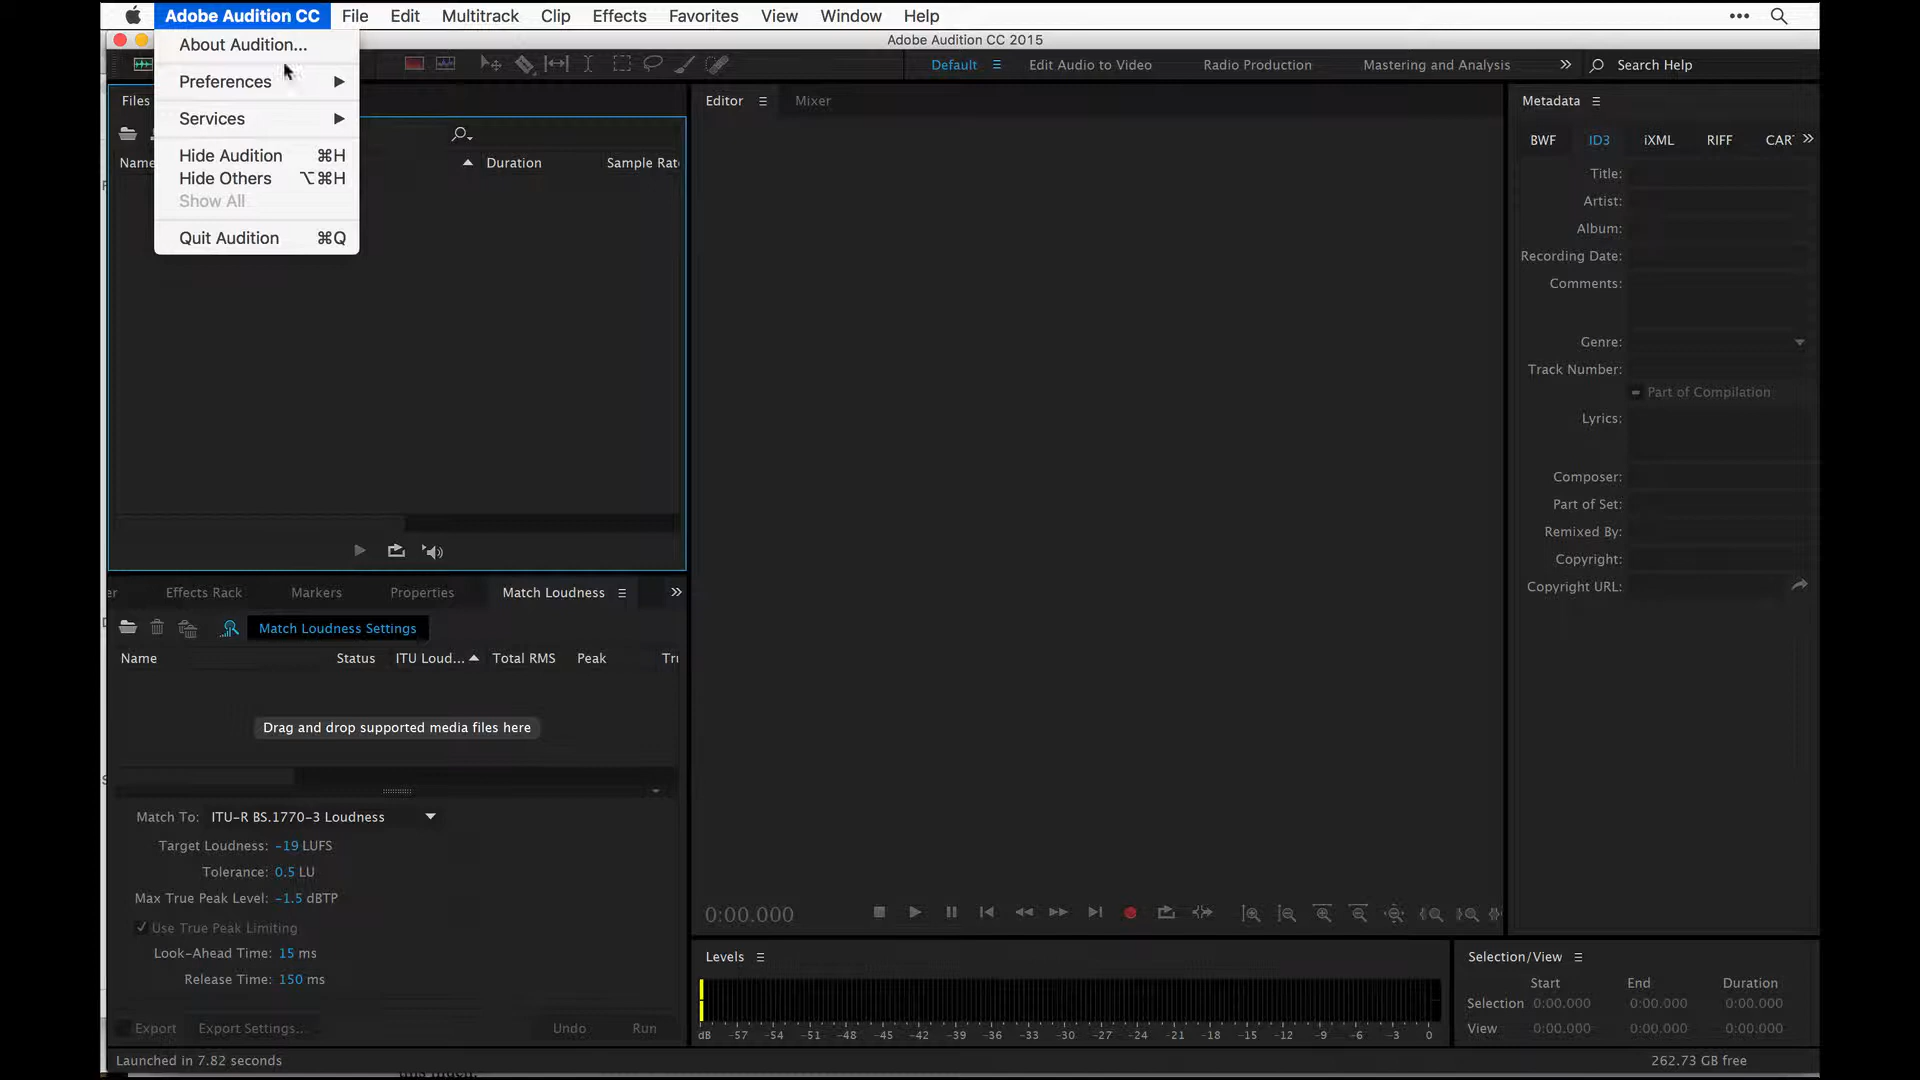 Adobe Audition CC File Edit Multitrack Clip Effects Favorites View Window Help
Adobe Audition CC 2015
About Audition...
Preferences
Services
Hide Audition ⌘H
Hide Others ⌥⌘H
Show All
Quit Audition ⌘Q
Default Edit Audio to Video Radio Production Mastering and Analysis Search Help
Files
Name Duration Sample Rat
Editor Mixer
Metadata
BWF ID3 iXML RIFF CAR
Title:
Artist:
Album:
Recording Date:
Comments:
Genre:
Track Number:
Part of Compilation
Lyrics:
Composer:
Part of Set:
Remixed By:
Copyright:
Copyright URL:
er Effects Rack Markers Properties Match Loudness
Match Loudness Settings
Name Status ITU Loud... Total RMS Peak Tru
Drag and drop supported media files here
Match To: ITU-R BS.1770-3 Loudness
Target Loudness: -19 LUFS
Tolerance: 0.5 LU
Max True Peak Level: -1.5 dBTP
Use True Peak Limiting
Look-Ahead Time: 15 ms
Release Time: 150 ms
Export Export Settings... Undo Run
0:00.000
Levels
dB -57 -54 -51 -48 -45 -42 -39 -36 -33 -30 -27 -24 -21 -18 -15 -12 -9 -6 -3 0
Selection/View
Start End Duration
Selection 0:00.000 0:00.000 0:00.000
View 0:00.000 0:00.000 0:00.000
Launched in 7.82 seconds 262.73 GB free